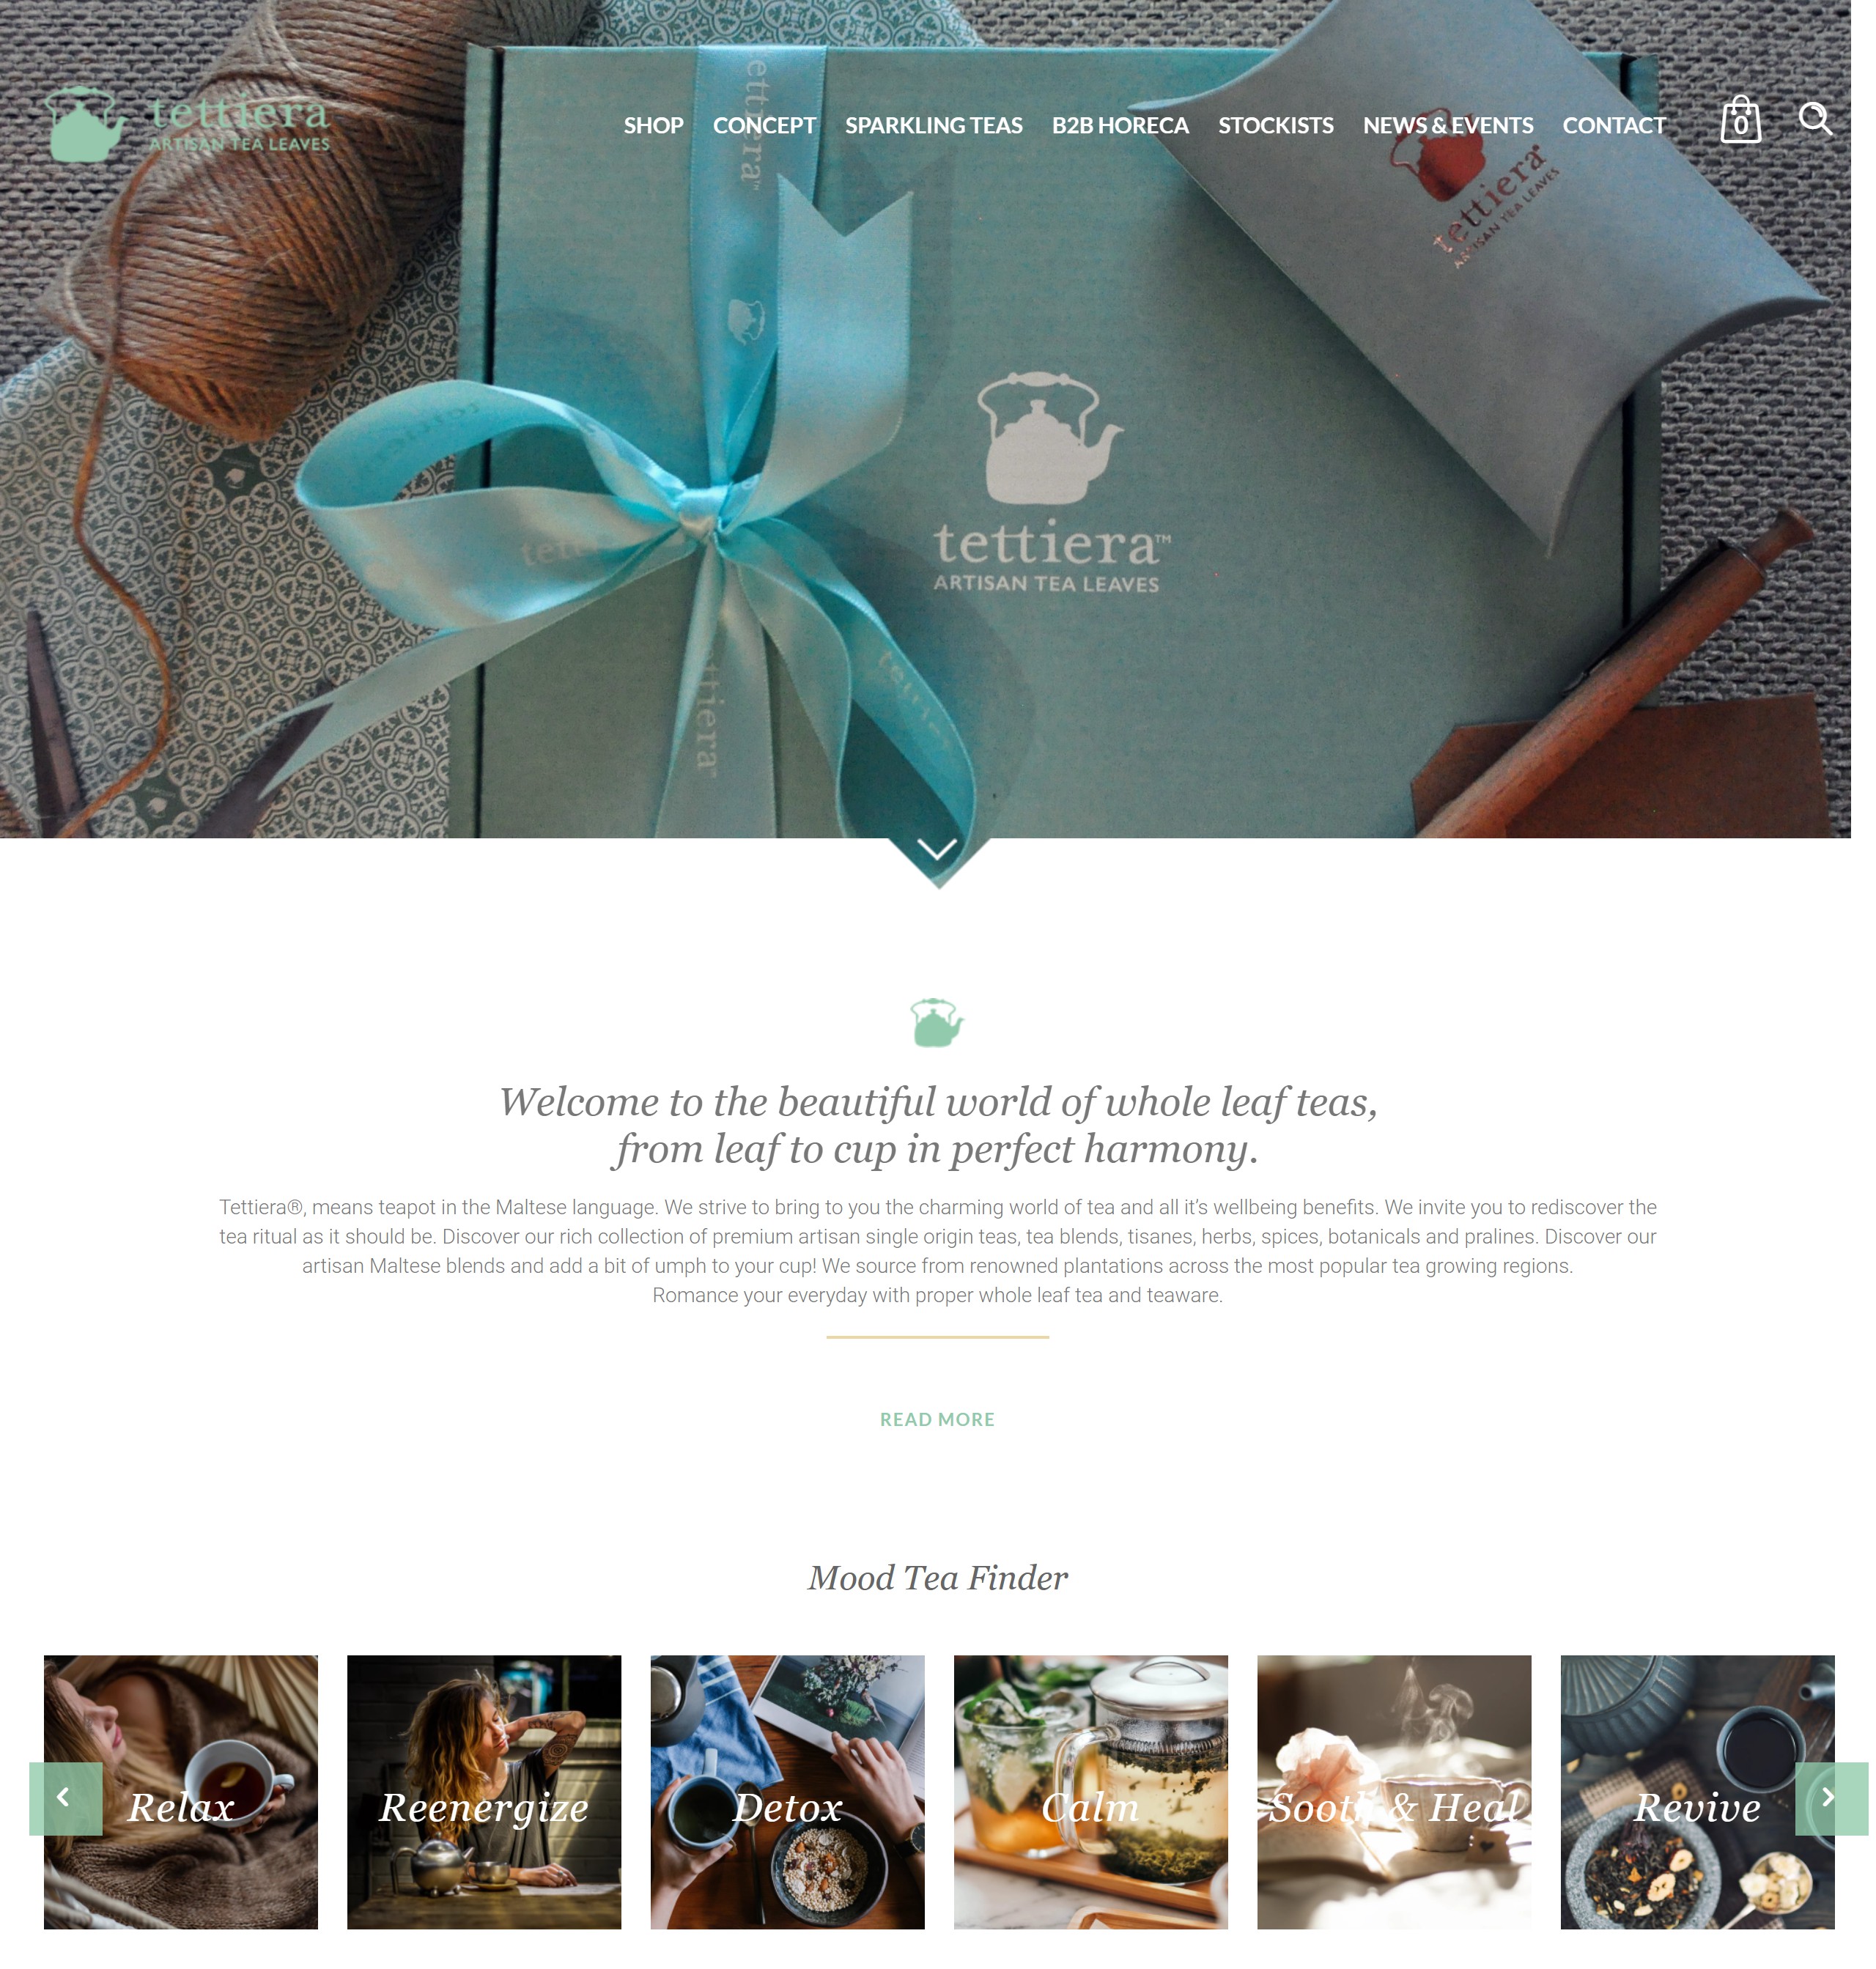 tettiera
ARTISAN TEA LEAVES
SHOP CONCEPT SPARKLING TEAS B2B HORECA STOCKISTS NEWS & EVENTS CONTACT
0
tettiera
ARTISAN TEA LEAVES
tettiera™
ARTISAN TEA LEAVES
Welcome to the beautiful world of whole leaf teas,
from leaf to cup in perfect harmony.
Tettiera®, means teapot in the Maltese language. We strive to bring to you the charming world of tea and all it’s wellbeing benefits. We invite you to rediscover the
tea ritual as it should be. Discover our rich collection of premium artisan single origin teas, tea blends, tisanes, herbs, spices, botanicals and pralines. Discover our
artisan Maltese blends and add a bit of umph to your cup! We source from renowned plantations across the most popular tea growing regions.
Romance your everyday with proper whole leaf tea and teaware.
READ MORE
Mood Tea Finder
Relax
Reenergize
Detox
Calm
Sooth & Heal
Revive